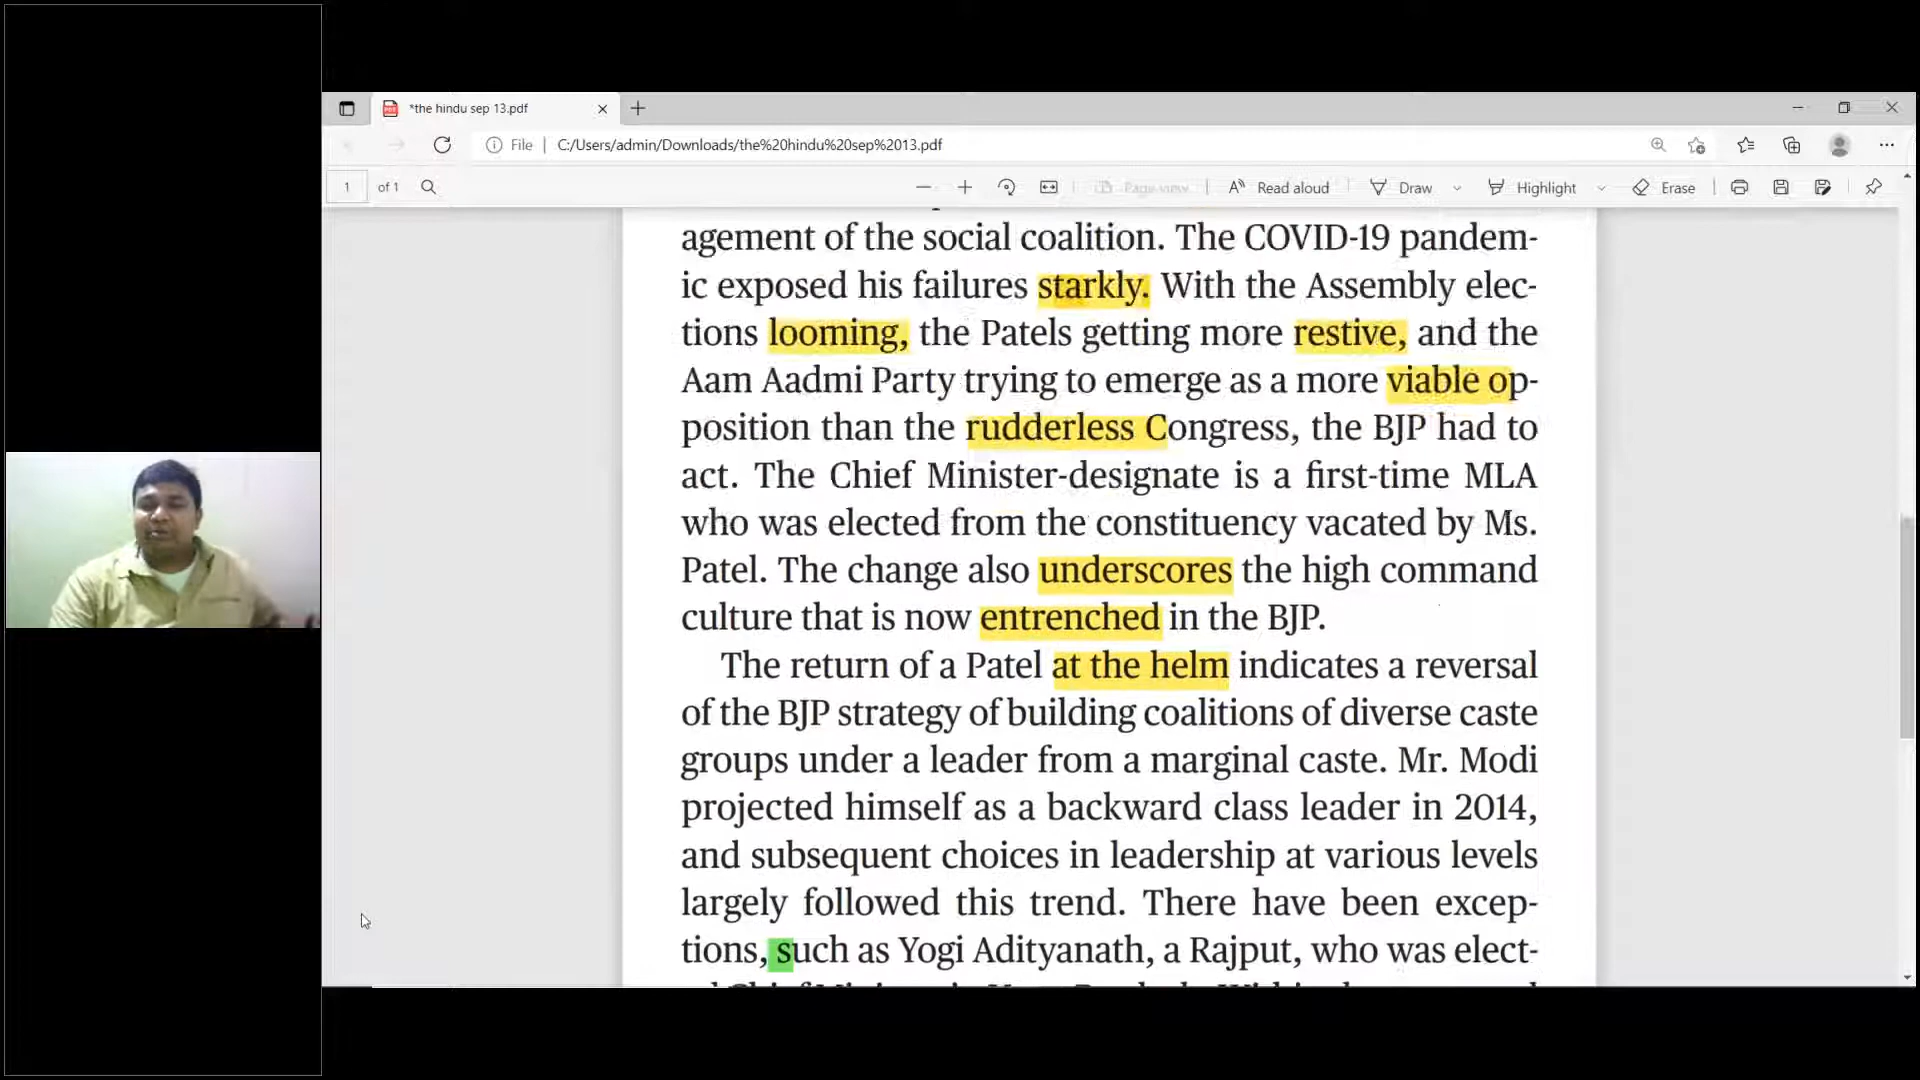 *the hindu sep 13.pdf
File
C:/Users/admin/Downloads/the%20hindu%20sep%2013.pdf
1 of 1
Page view
Read aloud
Draw
Highlight
Erase
agement of the social coalition. The COVID-19 pandem-
ic exposed his failures starkly. With the Assembly elec-
tions looming, the Patels getting more restive, and the
Aam Aadmi Party trying to emerge as a more viable op-
position than the rudderless Congress, the BJP had to
act. The Chief Minister-designate is a first-time MLA
who was elected from the constituency vacated by Ms.
Patel. The change also underscores the high command
culture that is now entrenched in the BJP.
The return of a Patel at the helm indicates a reversal
of the BJP strategy of building coalitions of diverse caste
groups under a leader from a marginal caste. Mr. Modi
projected himself as a backward class leader in 2014,
and subsequent choices in leadership at various levels
largely followed this trend. There have been excep-
tions, such as Yogi Adityanath, a Rajput, who was elect-